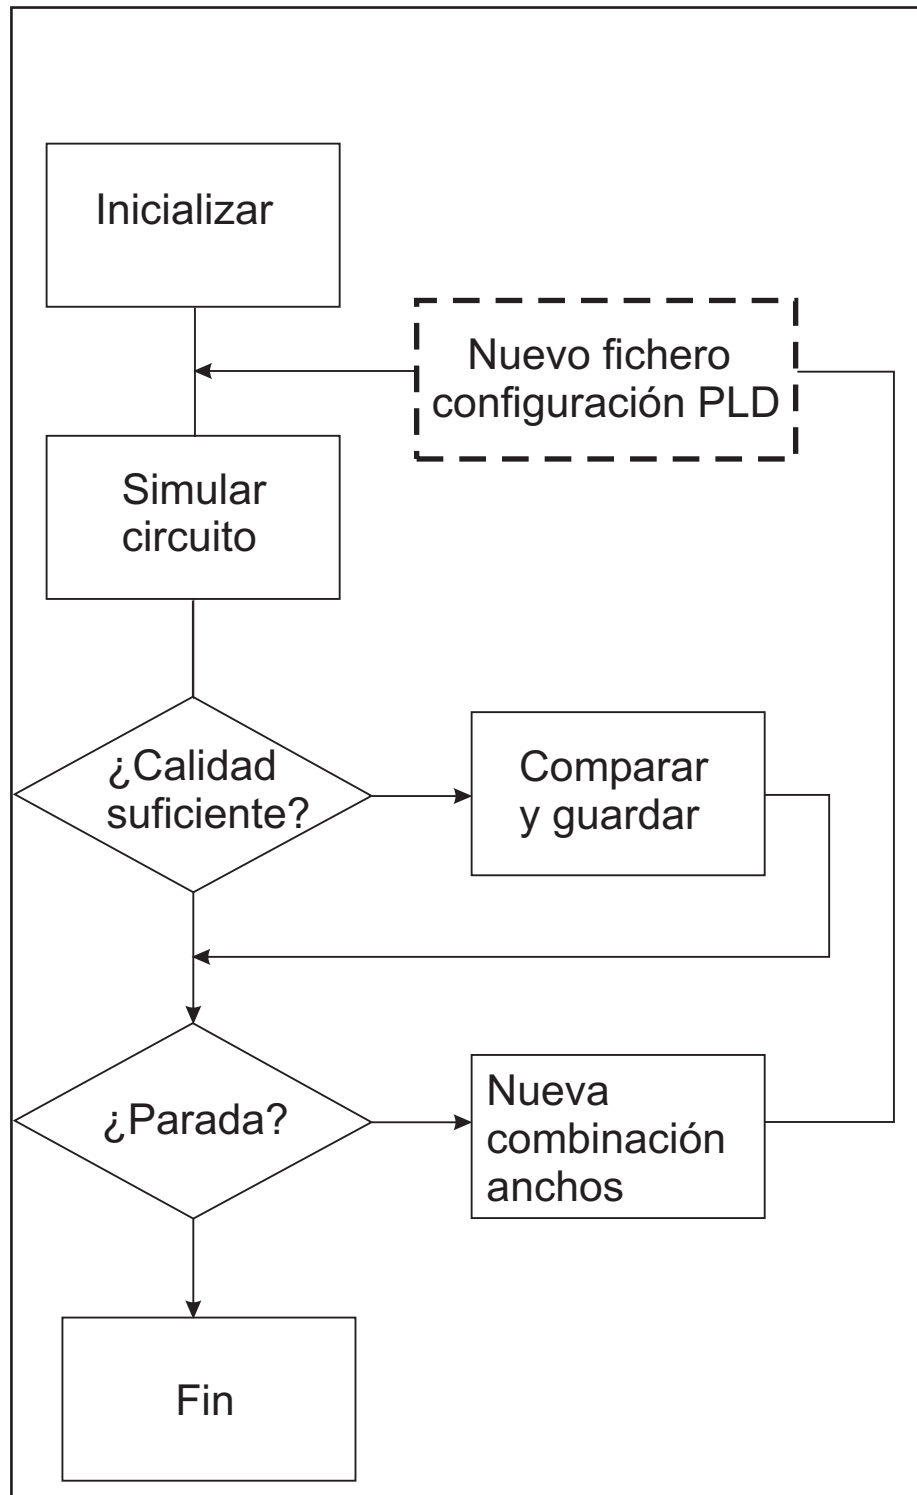 Inicializar
Nuevo fichero
configuración PLD
Simular
circuito
¿Calidad
suficiente?
Comparar
y guardar
¿Parada?
Nueva
combinación
anchos
Fin